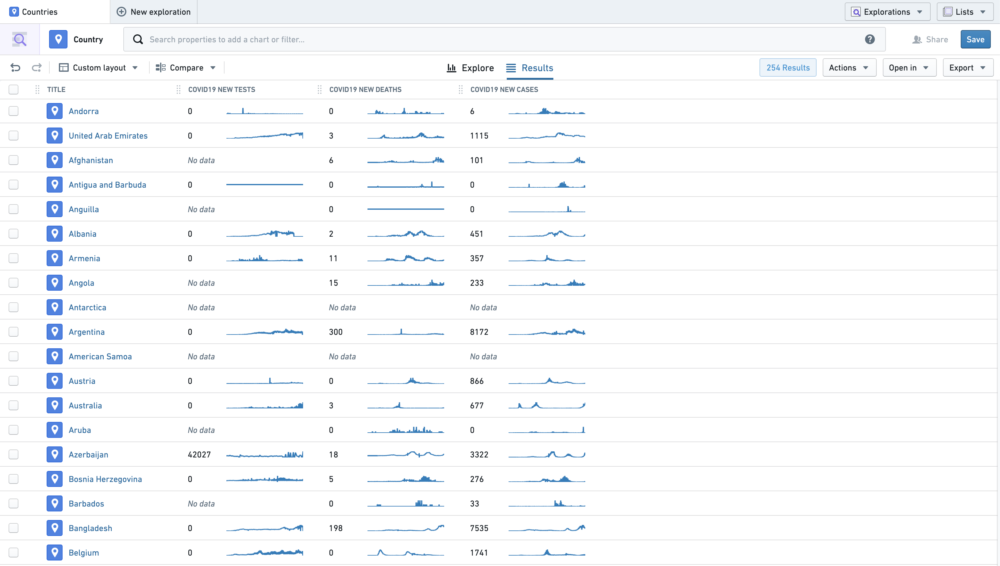 Countries New exploration Explorations Lists
Country Search properties to add a chart or filter... ? Share Save
Custom layout Compare Explore Results 254 Results Actions Open in Export
TITLE COVID19 NEW TESTS COVID19 NEW DEATHS COVID19 NEW CASES
Andorra 0 0 6
United Arab Emirates 0 3 1115
Afghanistan No data 6 101
Antigua and Barbuda 0 0 0
Anguilla No data 0 0
Albania 0 2 451
Armenia 0 11 357
Angola No data 15 233
Antarctica No data No data No data
Argentina 0 300 8172
American Samoa No data No data No data
Austria 0 0 866
Australia 0 3 677
Aruba No data 0 0
Azerbaijan 42027 18 3322
Bosnia Herzegovina 0 5 276
Barbados No data 0 33
Bangladesh 0 198 7535
Belgium 0 0 1741